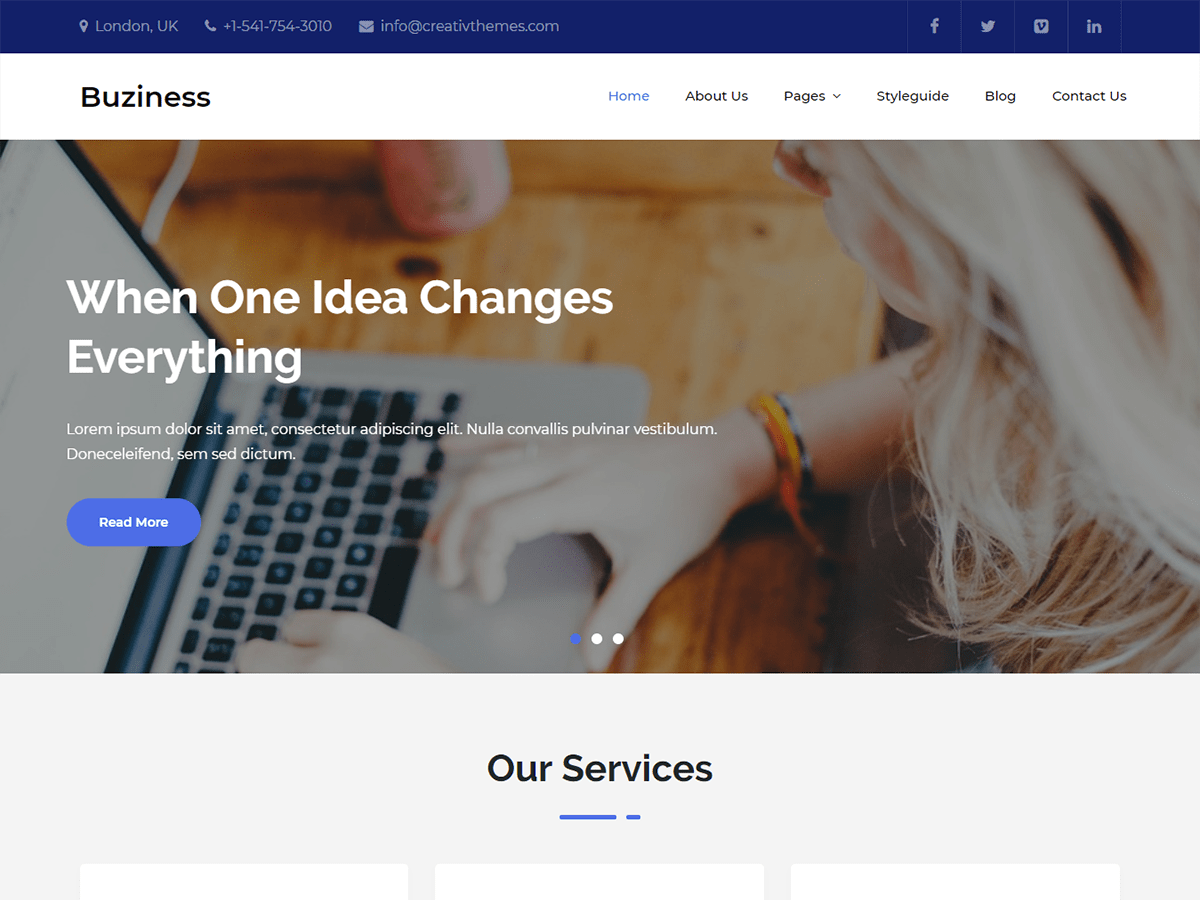 London, UK +1-541-754-3010 info@creativthemes.com
Buziness
Home About Us Pages Styleguide Blog Contact Us
When One Idea Changes
Everything
Lorem ipsum dolor sit amet, consectetur adipiscing elit. Nulla convallis pulvinar vestibulum.
Doneceleifend, sem sed dictum.
Read More
Our Services